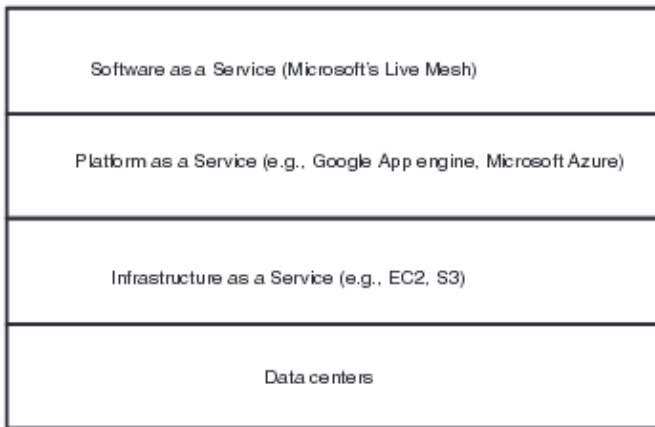 Software as a Service (Microsoft's Live Mesh)
Platform as a Service (e.g., Google App engine, Microsoft Azure)
Infrastructure as a Service (e.g., EC2, S3)
Data centers